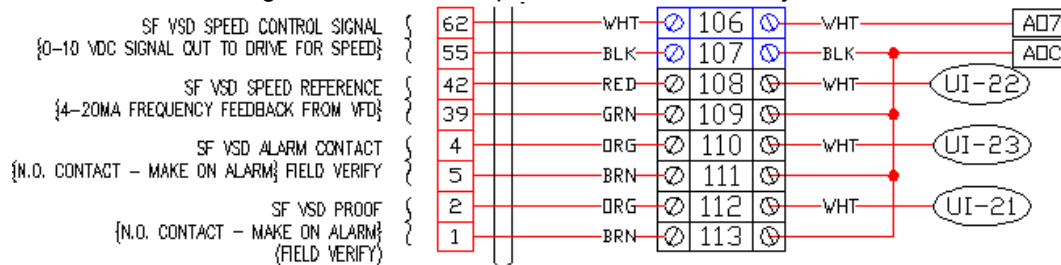 SF VSD SPEED CONTROL SIGNAL 62 WHT 106 WHT AO7
{0-10 VDC SIGNAL OUT TO DRIVE FOR SPEED} 55 BLK 107 BLK AOC
SF VSD SPEED REFERENCE 42 RED 108 WHT UI-22
{4-20MA FREQUENCY FEEDBACK FROM VFD} 39 GRN 109
SF VSD ALARM CONTACT 4 ORG 110 WHT UI-23
{N.O. CONTACT - MAKE ON ALARM} FIELD VERIFY 5 BRN 111
SF VSD PROOF 2 ORG 112 WHT UI-21
{N.O. CONTACT - MAKE ON ALARM} 1 BRN 113
(FIELD VERIFY)